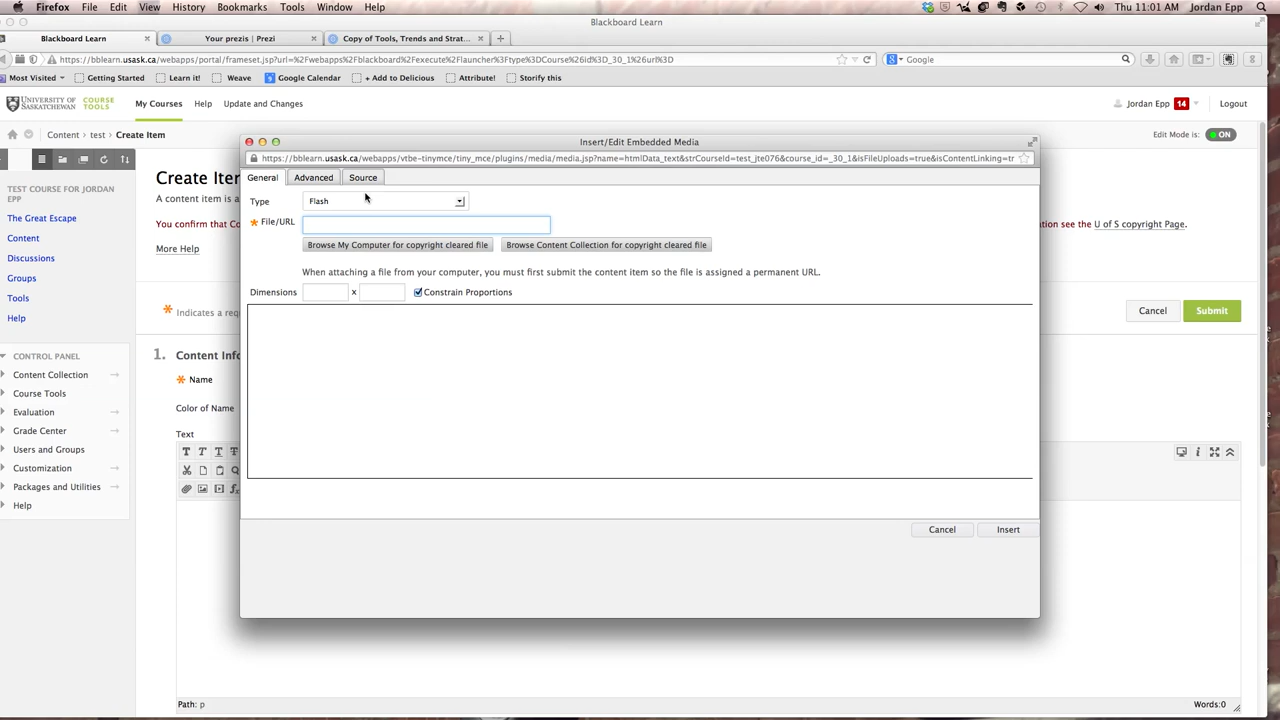 Firefox File Edit View History Bookmarks Tools Window Help Thu 11:01 AM Jordan Epp
Blackboard Learn
Blackboard Learn × Your prezis | Prezi × Copy of Tools, Trends and Strat... × +
https://bblearn.usask.ca/webapps/portal/frameset.jsp?url=%2Fwebapps%2Fblackboard%2Fexecute%2Flauncher%3Ftype%3DCourse%26id%3D_30_1%26url%3D
Google
Most Visited Getting Started Learn it! Weave Google Calendar + Add to Delicious Attribute! Storify this
UNIVERSITY OF SASKATCHEWAN COURSE TOOLS My Courses Help Update and Changes Jordan Epp 14 Logout
Content › test › Create Item Edit Mode is: ON
Insert/Edit Embedded Media
https://bblearn.usask.ca/webapps/vtbe-tinymce/tiny_mce/plugins/media/media.jsp?name=htmlData_text&strCourseId=test_jte076&course_id=_30_1&isFileUploads=true&isContentLinking=tr
General Advanced Source
Type Flash
File/URL
Browse My Computer for copyright cleared file Browse Content Collection for copyright cleared file
When attaching a file from your computer, you must first submit the content item so the file is assigned a permanent URL.
Dimensions x Constrain Proportions
Cancel Insert
TEST COURSE FOR JORDAN EPP
The Great Escape
Content
Discussions
Groups
Tools
Help
CONTROL PANEL
Content Collection
Course Tools
Evaluation
Grade Center
Users and Groups
Customization
Packages and Utilities
Help
Create Ite
A content item is a
You confirm that Co
ation see the U of S copyright Page.
More Help
Indicates a req
Cancel Submit
1. Content Info
Name
Color of Name
Text
Path: p Words:0